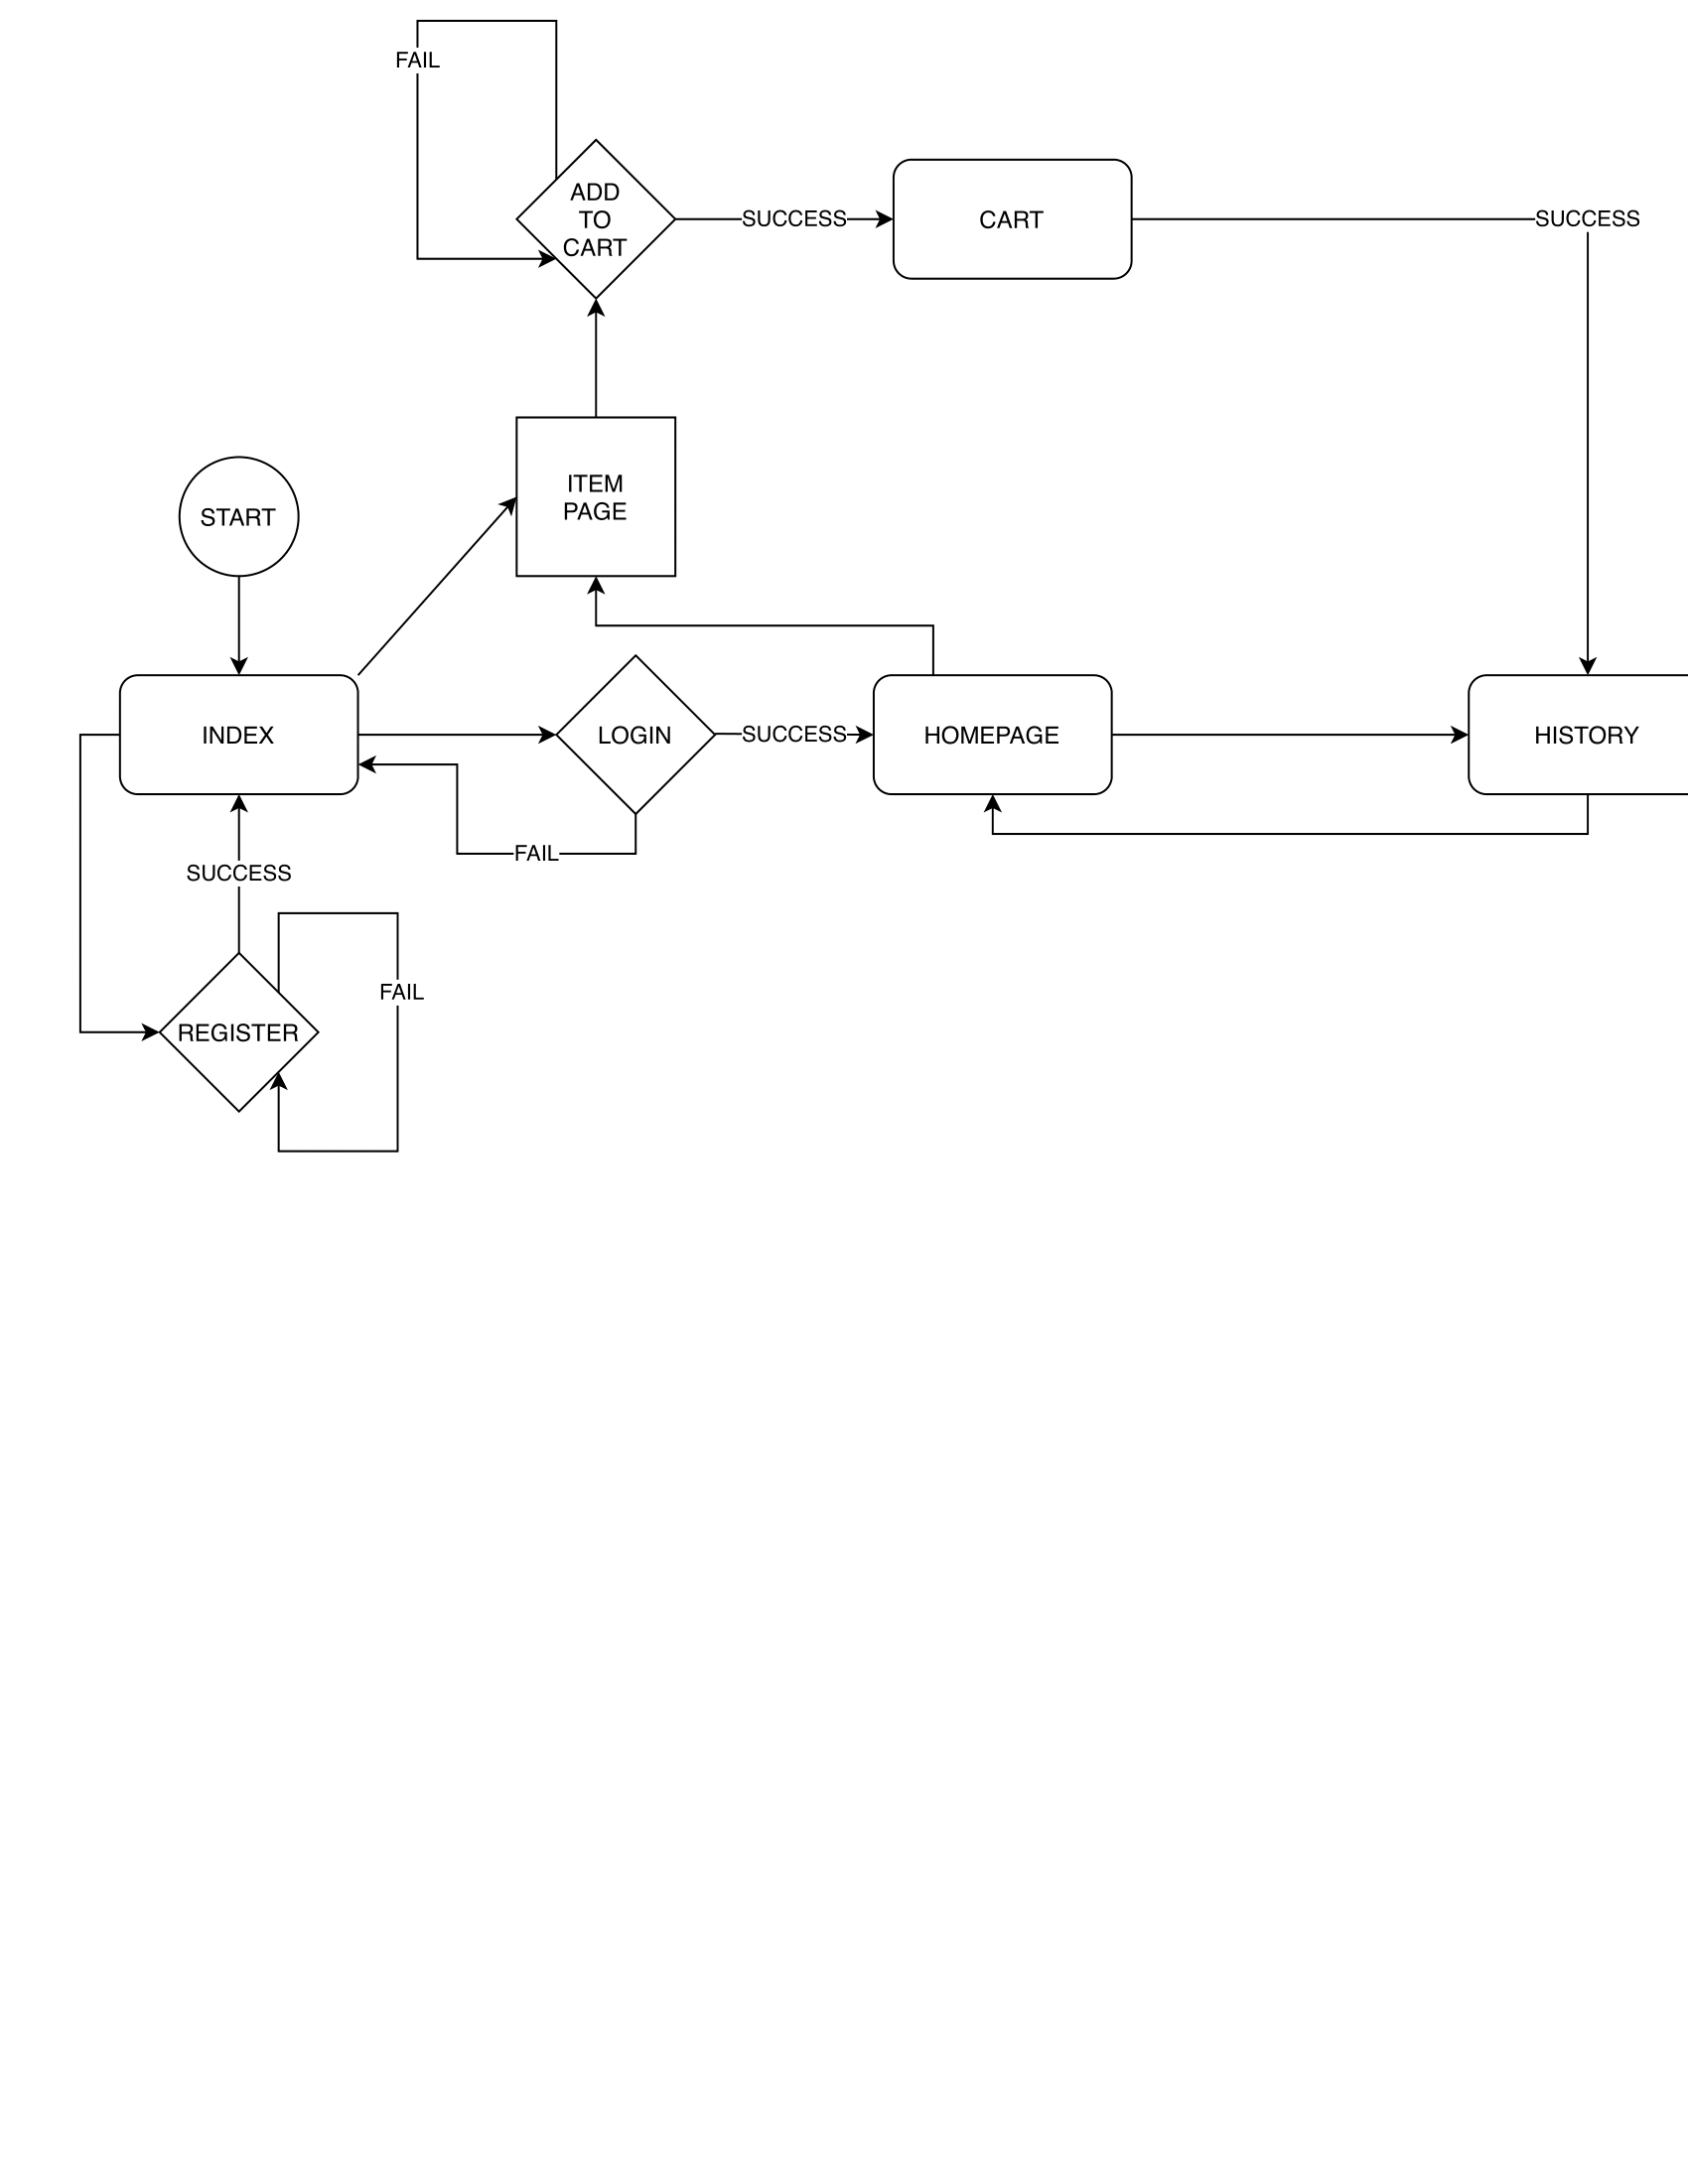 FAIL
ADD
TO
CART
SUCCESS
CART
SUCCESS
ITEM
PAGE
START
INDEX
LOGIN
SUCCESS
HOMEPAGE
HISTORY
FAIL
SUCCESS
FAIL
REGISTER